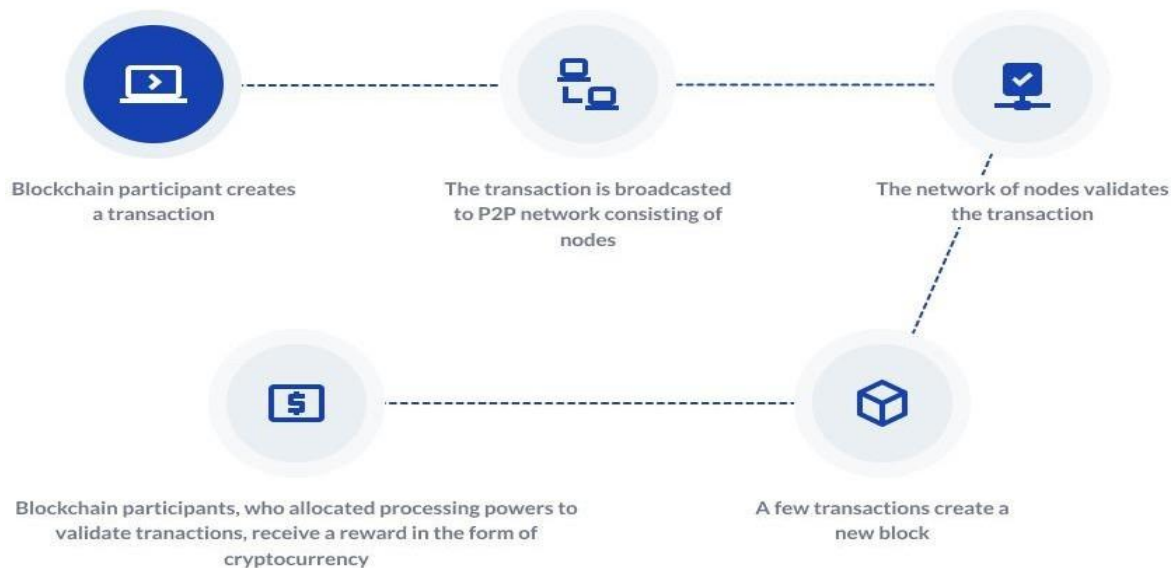 Blockchain participant creates
a transaction
The transaction is broadcasted
to P2P network consisting of
nodes
The network of nodes validates
the transaction
Blockchain participants, who allocated processing powers to
validate tranactions, receive a reward in the form of
cryptocurrency
A few transactions create a
new block